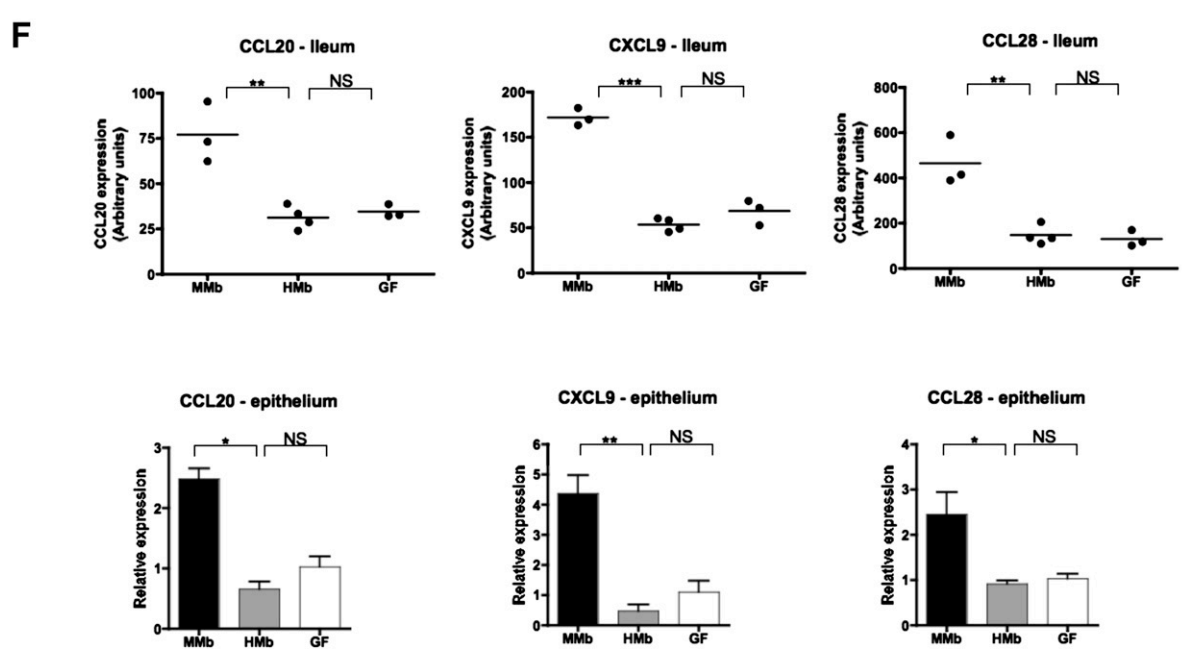 F
CCL20 - Ileum
** NS
CCL20 expression
(Arbitrary units)
100
75
50
25
0
MMb HMb GF
CXCL9 - Ileum
*** NS
CXCL9 expression
(Arbitrary units)
200
150
100
50
0
MMb HMb GF
CCL28 - Ileum
** NS
CCL28 expression
(Arbitrary units)
800
600
400
200
0
MMb HMb GF
CCL20 - epithelium
* NS
Relative expression
3
2
1
0
MMb HMb GF
CXCL9 - epithelium
** NS
Relative expression
6
5
4
3
2
1
0
MMb HMb GF
CCL28 - epithelium
* NS
Relative expression
4
3
2
1
0
MMb HMb GF